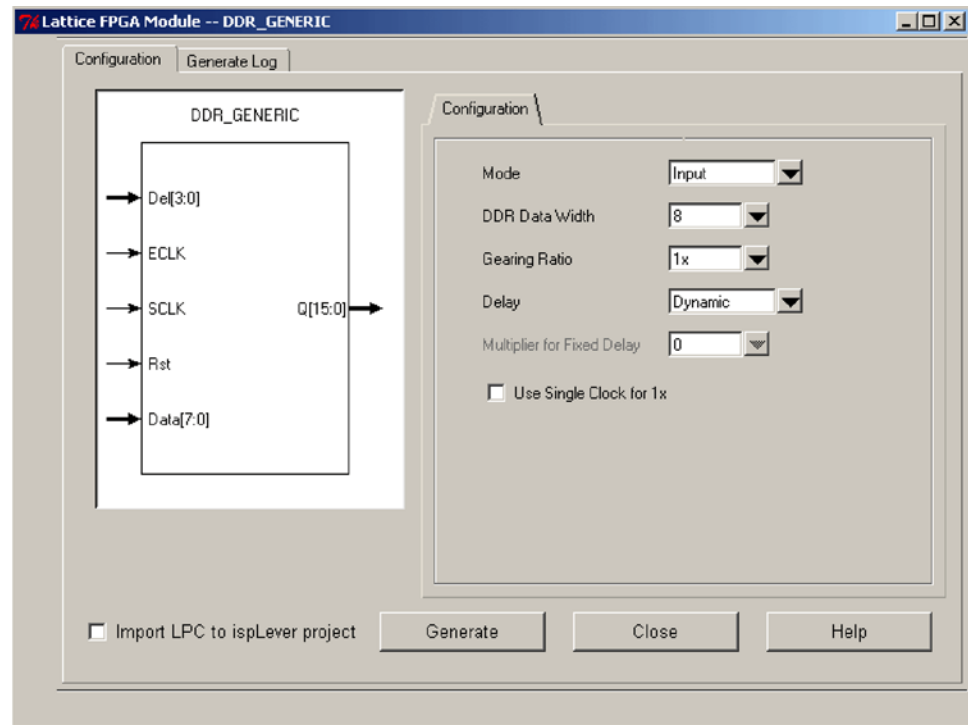 Lattice FPGA Module -- DDR_GENERIC
Configuration
Generate Log
DDR_GENERIC
Del[3:0]
ECLK
SCLK
Q[15:0]
Rst
Data[7:0]
Configuration
Mode Input
DDR Data Width 8
Gearing Ratio 1x
Delay Dynamic
Multiplier for Fixed Delay 0
Use Single Clock for 1x
Import LPC to ispLever project
Generate
Close
Help